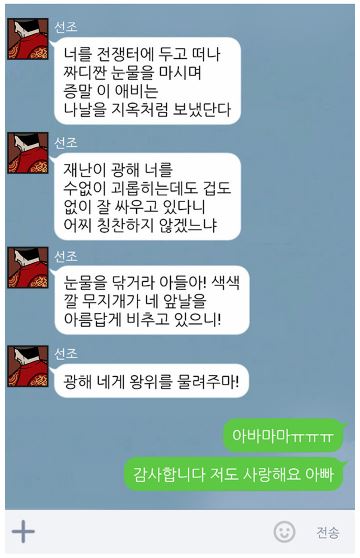 선조
너를 전쟁터에 두고 떠나
짜디짠 눈물을 마시며
증말 이 애비는
나날을 지옥처럼 보냈단다
선조
재난이 광해 너를
수없이 괴롭히는데도 겁도
없이 잘 싸우고 있다니
어찌 칭찬하지 않겠느냐
선조
눈물을 닦거라 아들아! 색색
깔 무지개가 네 앞날을
아름답게 비추고 있으니!
선조
광해 네게 왕위를 물려주마!
아바마마ㅠㅠㅠ
감사합니다 저도 사랑해요 아빠
전송